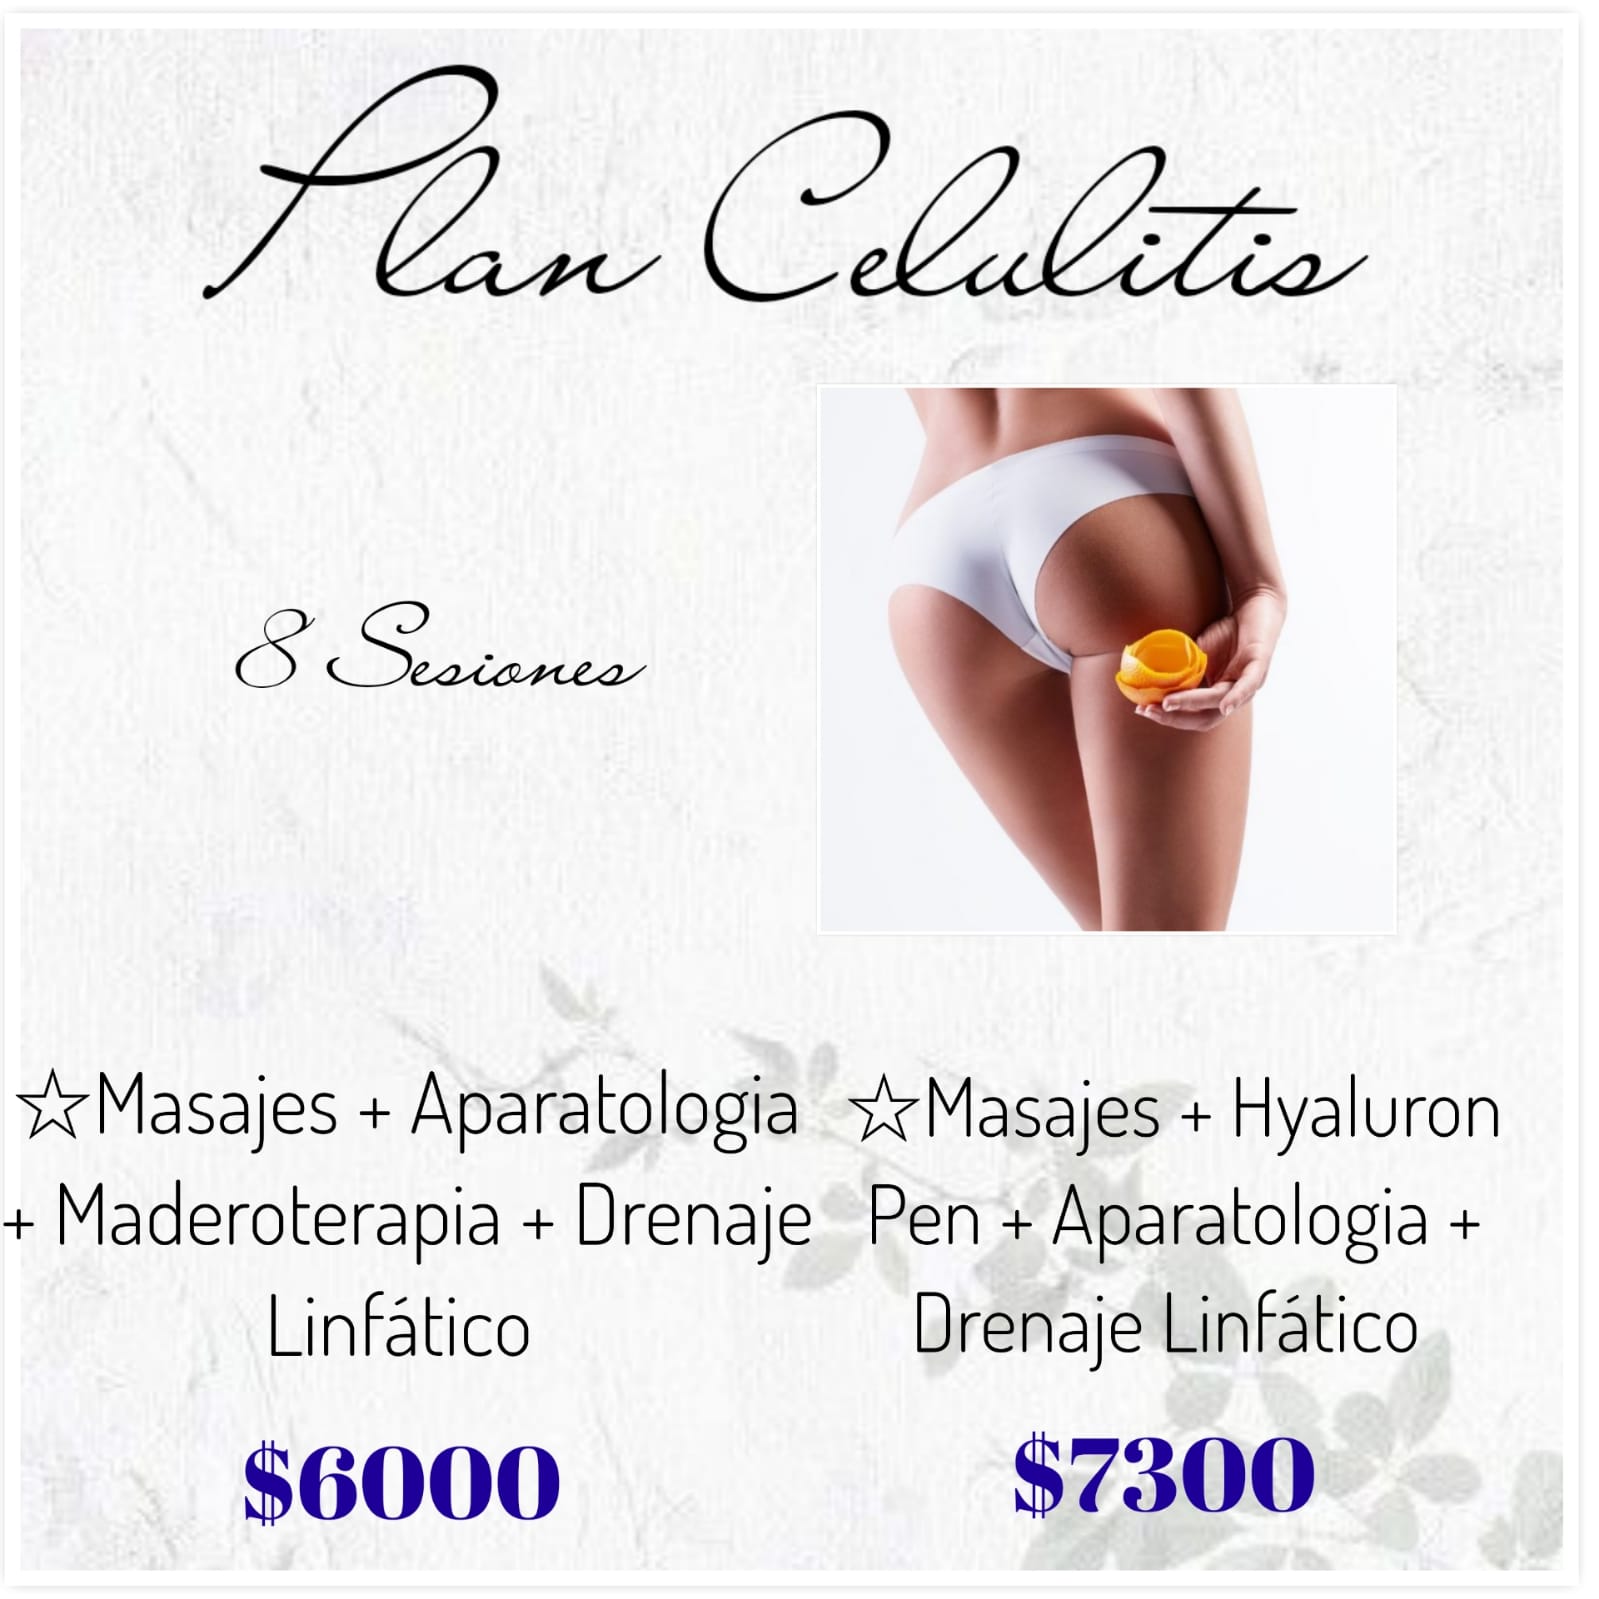 Plan Celulitis
8 Sesiones
☆Masajes + Aparatologia
+ Maderoterapia + Drenaje
Linfático
$6000
☆Masajes + Hyaluron
Pen + Aparatologia +
Drenaje Linfático
$7300